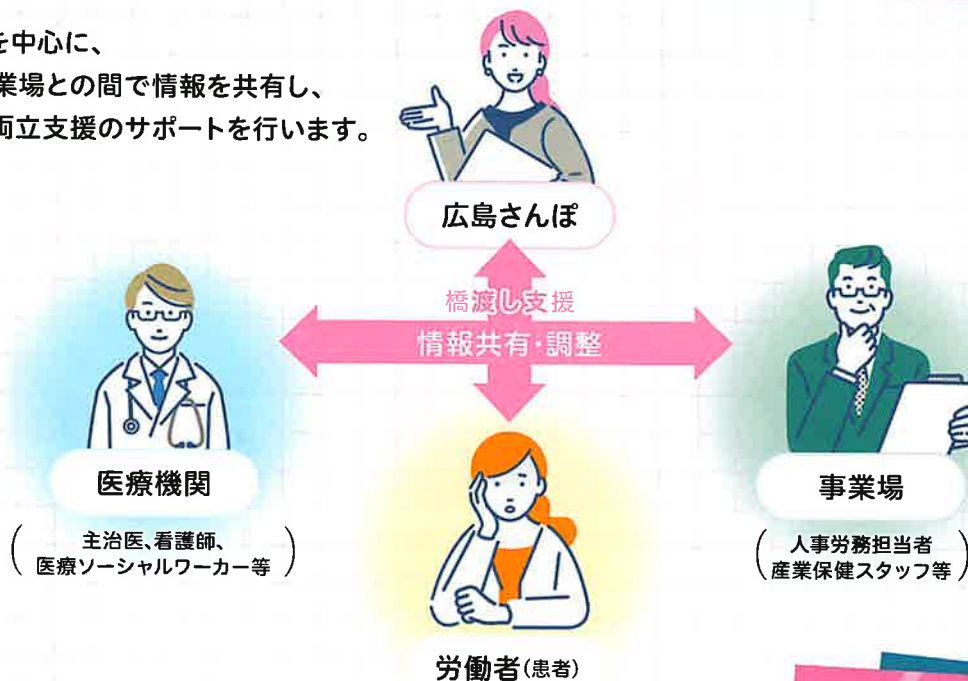 を中心に、
業場との間で情報を共有し、
両立支援のサポートを行います。
広島さんぽ
橋渡し支援
情報共有・調整
医療機関
(主治医、看護師、
医療ソーシャルワーカー等)
事業場
(人事労務担当者
産業保健スタッフ等)
労働者(患者)